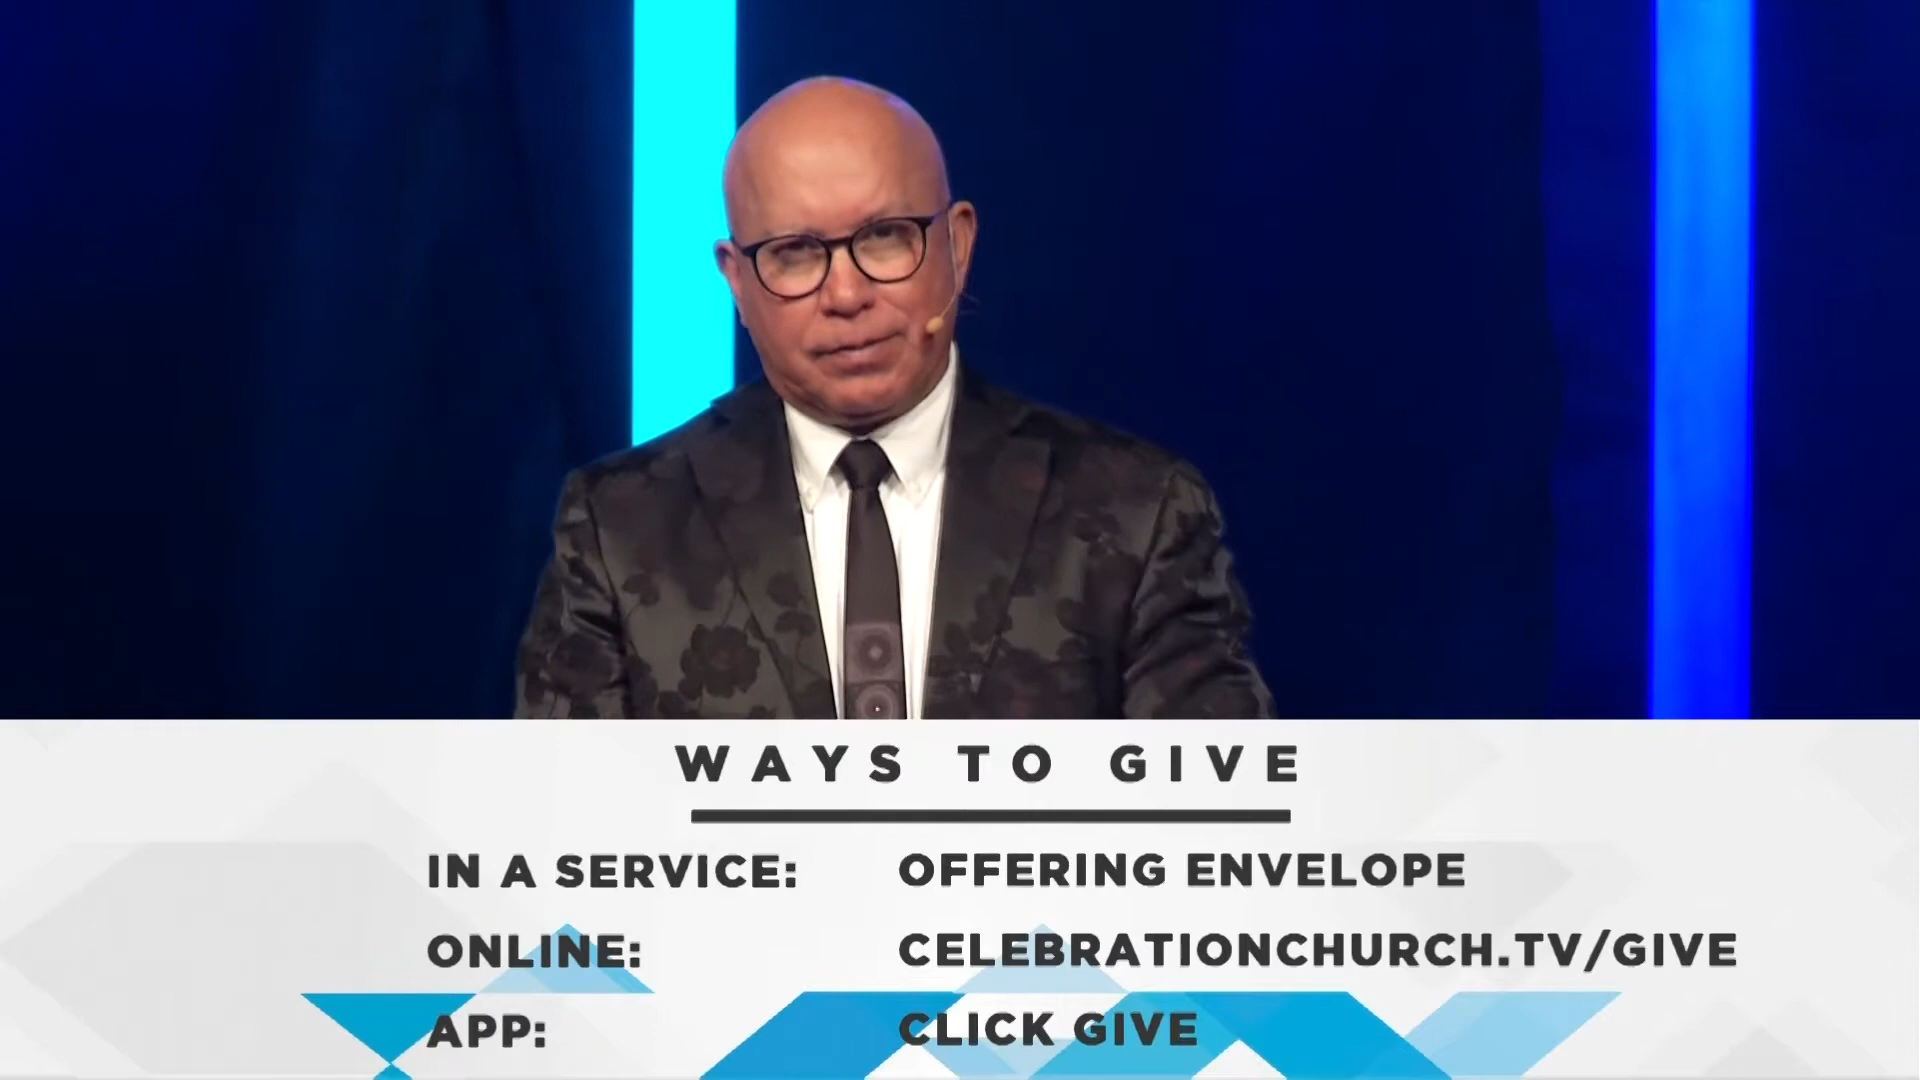 WAYS TO GIVE
IN A SERVICE: OFFERING ENVELOPE
ONLINE: CELEBRATIONCHURCH.TV/GIVE
APP: CLICK GIVE